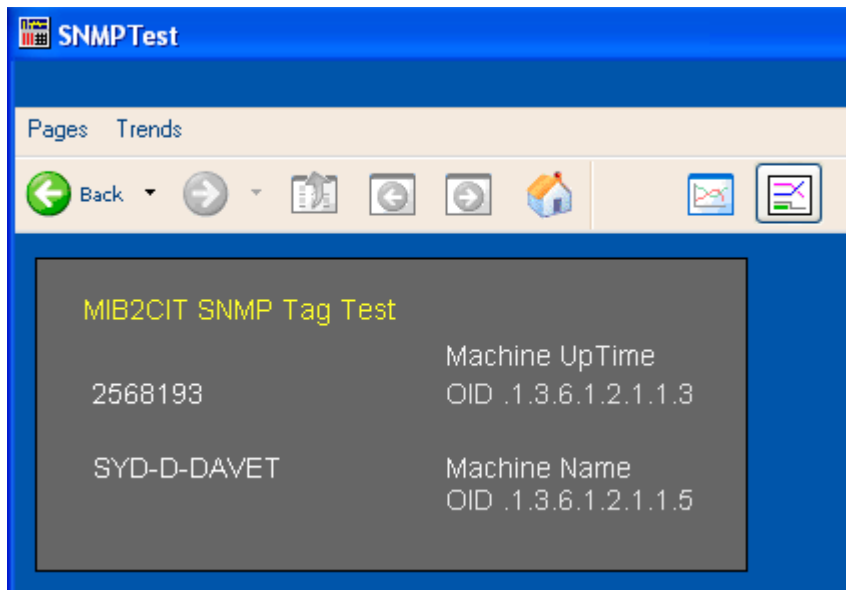 SNMPTest
Pages Trends
Back
MIB2CIT SNMP Tag Test
Machine UpTime
2568193 OID .1.3.6.1.2.1.1.3
SYD-D-DAVET Machine Name
OID .1.3.6.1.2.1.1.5